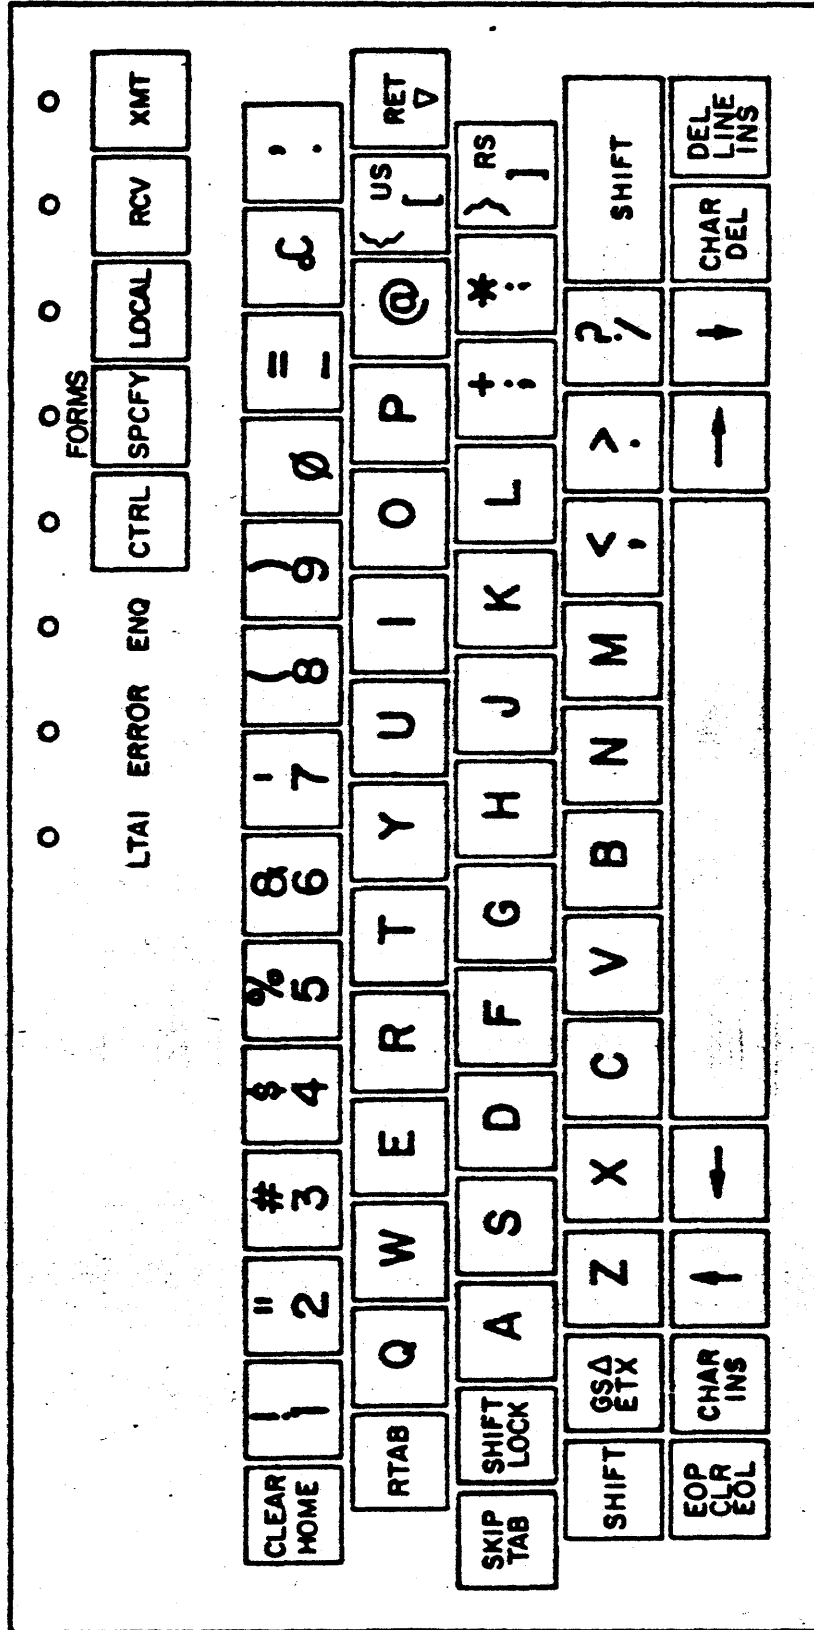 FORMS
LTAI ERROR ENQ CTRL SPCFY LOCAL RCV XMT
CLEAR ! " # $ % & ' ( ) = ,
HOME 1 2 3 4 5 6 7 8 9 Ø - £ .
RTAB Q W E R T Y U I O P @ { US [ RET ▽
SKIP SHIFT A S D F G H J K L + * } RS
TAB LOCK ; : ]
SHIFT GS∆ Z X C V B N M < > ? SHIFT
ETX , . /
EOP CHAR ↑ ← → ↓ CHAR DEL
CLR INS DEL LINE
EOL INS